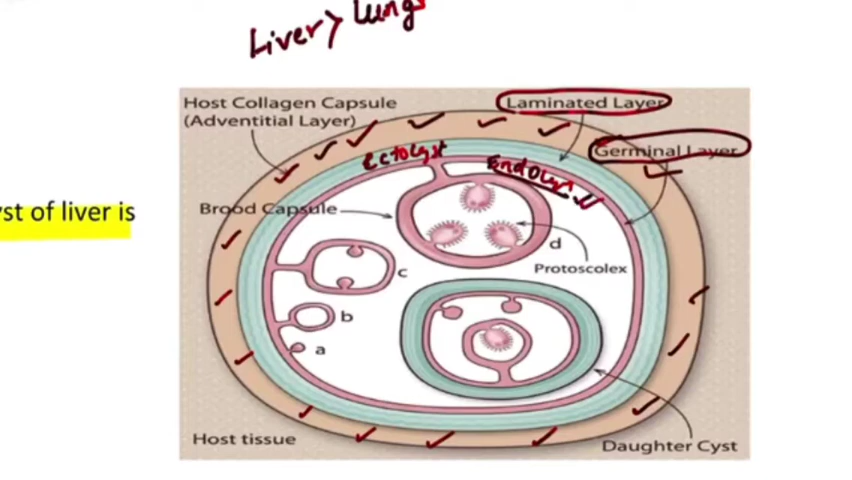 Liver > Lungs
Host Collagen Capsule
(Adventitial Layer)
Laminated Layer
Ectocyst
Germinal Layer
Endocyst
yst of liver is
Brood Capsule
d
Protoscolex
c
b
a
Host tissue
Daughter Cyst